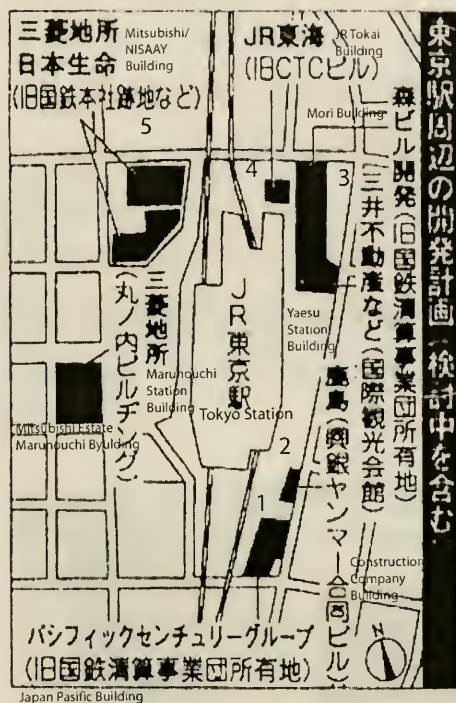 東京駅周辺の開発計画（検討中を含む
三菱地所
日本生命
(旧国鉄本社跡地など)
Mitsubishi/
NISAAY
Building
5
JR東海
(旧CTCビル)
JR Tokai
Building
4
Mori Building
3
森ビル開発(旧国鉄清算事業団所有地)
三井不動産など(国際観光会館)
Yaesu
Station
Building
JR東京駅
Tokyo Station
三菱地所
(丸ノ内ビルヂング)
Marunouchi
Station
Building
Mitsubishi Estate
Marunouchi Byulding
鹿島(興銀ヤンマー合同ビル)
2
1
Construction
Company
Building
パシフィックセンチュリーグループ
(旧国鉄清算事業団所有地)
N
Japan Pasific Building